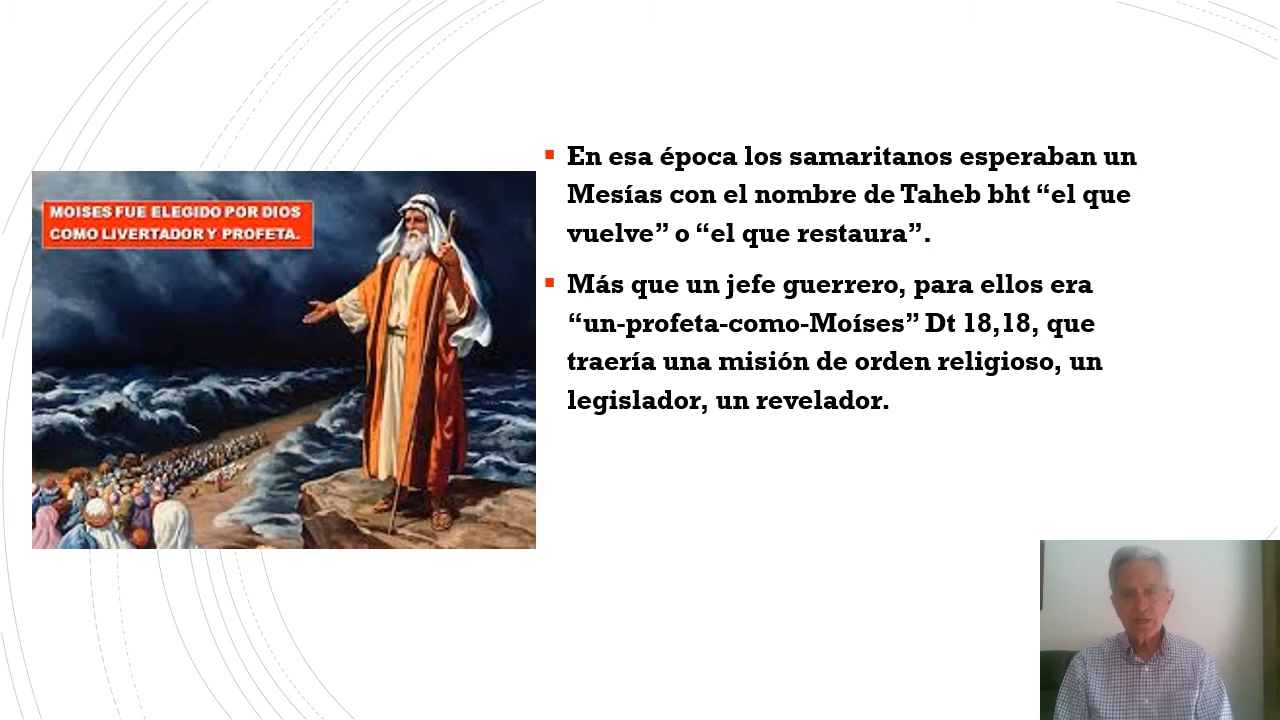 MOISES FUE ELEGIDO POR DIOS
COMO LIVERTADOR Y PROFETA.
En esa época los samaritanos esperaban un
Mesías con el nombre de Taheb bht “el que
vuelve” o “el que restaura”.
Más que un jefe guerrero, para ellos era
“un-profeta-como-Moíses” Dt 18,18, que
traería una misión de orden religioso, un
legislador, un revelador.